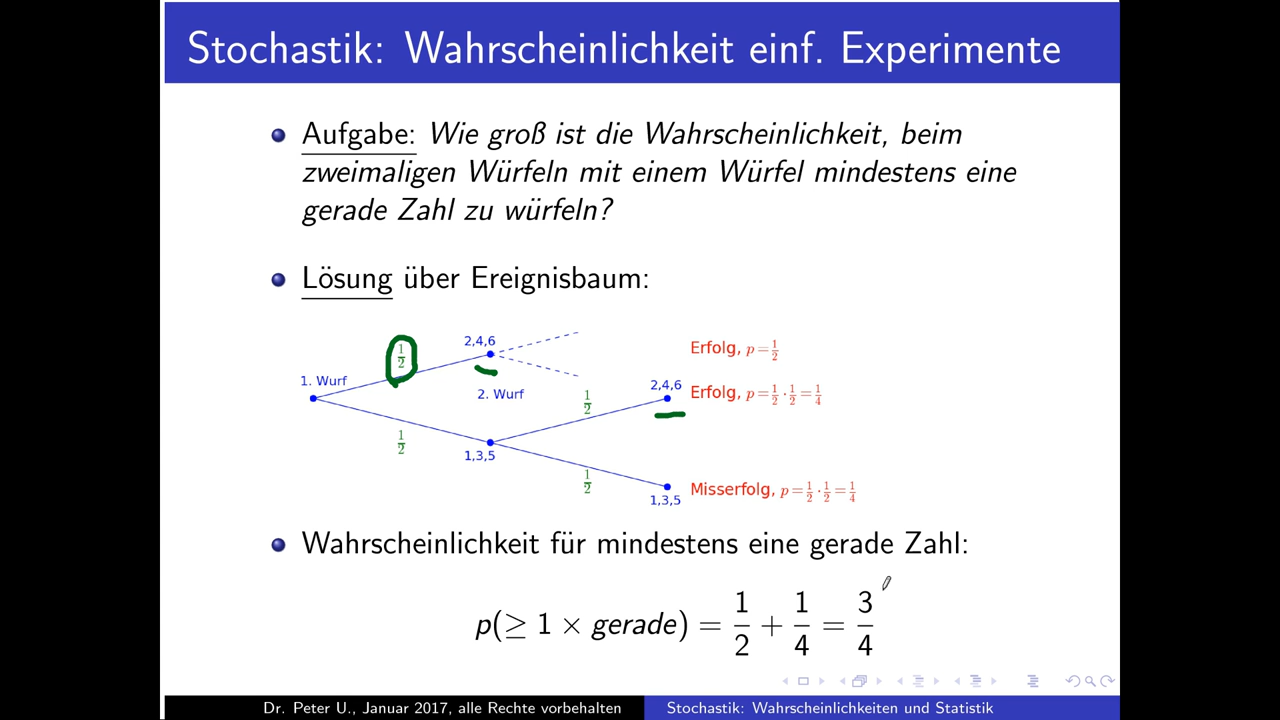 Stochastik: Wahrscheinlichkeit einf. Experimente
Aufgabe: Wie groß ist die Wahrscheinlichkeit, beim
zweimaligen Würfeln mit einem Würfel mindestens eine
gerade Zahl zu würfeln?
Lösung über Ereignisbaum:
1. Wurf
1/2
2,4,6
Erfolg, p = 1/2
2. Wurf
1/2
2,4,6
Erfolg, p = 1/2 · 1/2 = 1/4
1/2
1,3,5
1/2
1,3,5
Misserfolg, p = 1/2 · 1/2 = 1/4
Wahrscheinlichkeit für mindestens eine gerade Zahl:
p(≥ 1 × gerade) = 1/2 + 1/4 = 3/4
Dr. Peter U., Januar 2017, alle Rechte vorbehalten
Stochastik: Wahrscheinlichkeiten und Statistik